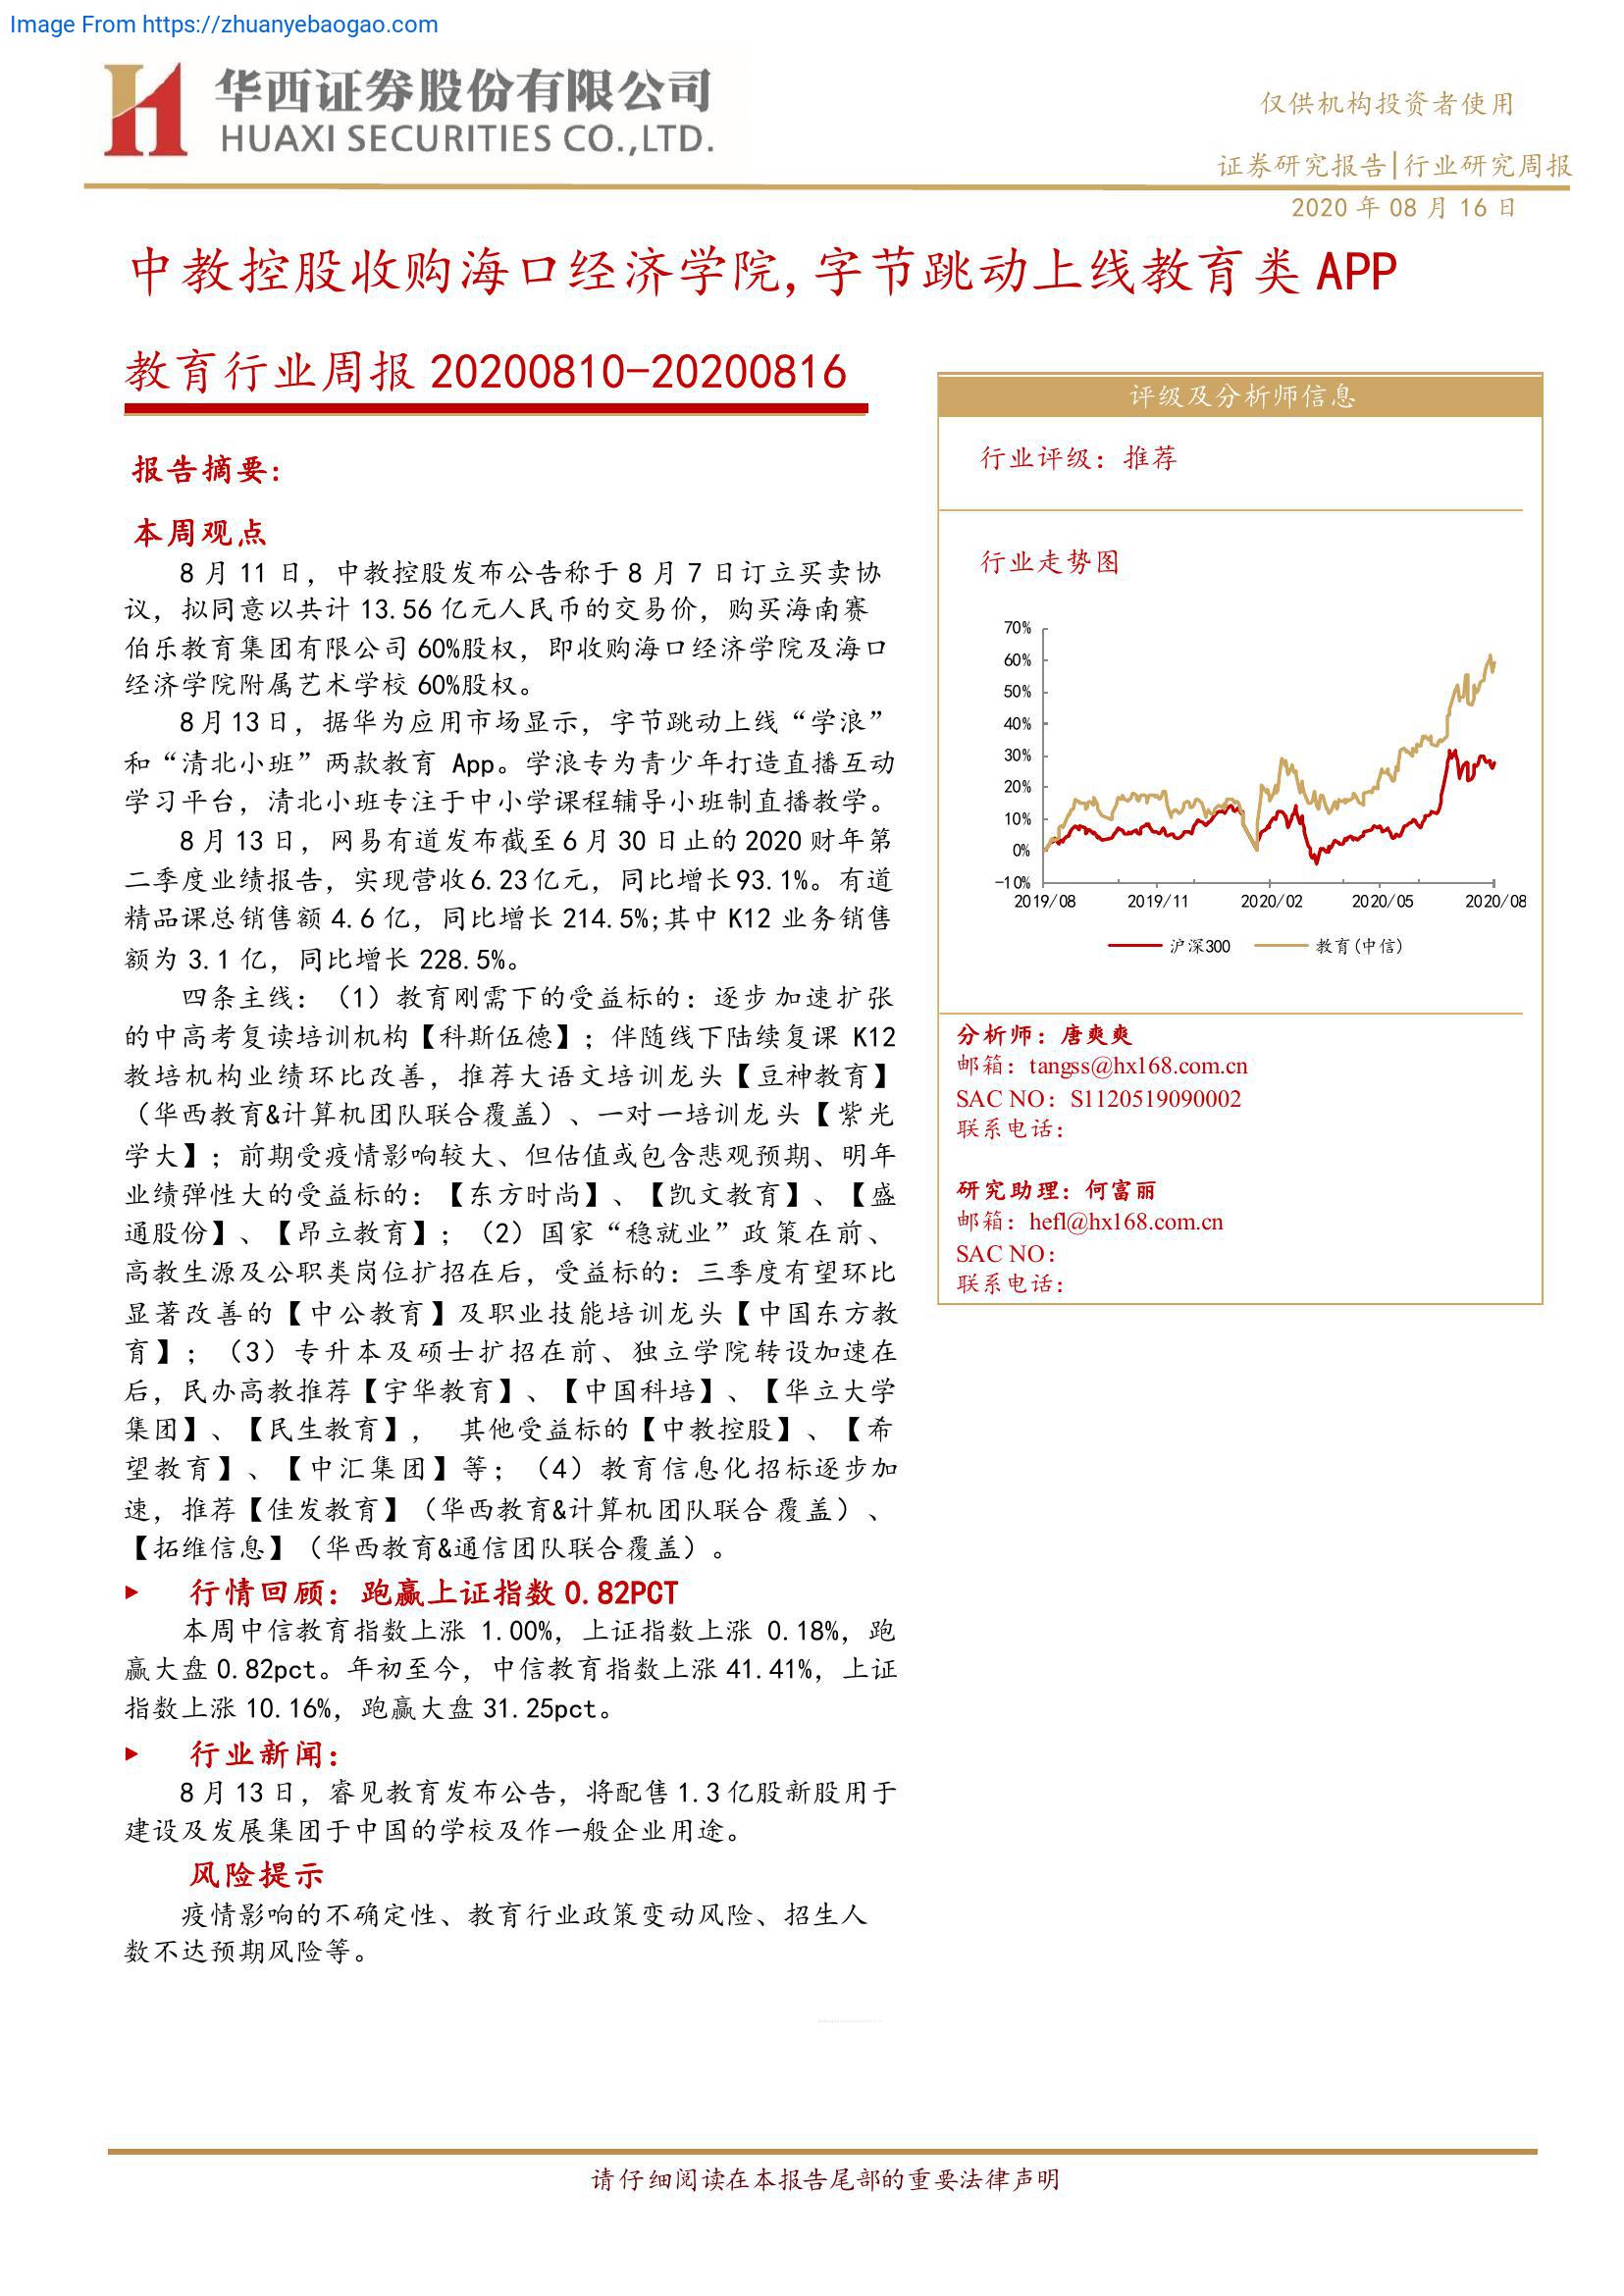 Image From https://zhuanyebaogao.com
华西证券股份有限公司
HUAXI SECURITIES CO.,LTD.
仅供机构投资者使用
证券研究报告|行业研究周报
2020 年 08 月 16 日
中教控股收购海口经济学院,字节跳动上线教育类 APP
教育行业周报 20200810-20200816
报告摘要:
本周观点
8 月 11 日，中教控股发布公告称于 8 月 7 日订立买卖协
议，拟同意以共计 13.56 亿元人民币的交易价，购买海南赛
伯乐教育集团有限公司 60%股权，即收购海口经济学院及海口
经济学院附属艺术学校 60%股权。
8 月 13 日，据华为应用市场显示，字节跳动上线“学浪”
和“清北小班”两款教育 App。学浪专为青少年打造直播互动
学习平台，清北小班专注于中小学课程辅导小班制直播教学。
8 月 13 日，网易有道发布截至 6 月 30 日止的 2020 财年第
二季度业绩报告，实现营收 6.23 亿元，同比增长 93.1%。有道
精品课总销售额 4.6 亿，同比增长 214.5%;其中 K12 业务销售
额为 3.1 亿，同比增长 228.5%。
四条主线：（1）教育刚需下的受益标的：逐步加速扩张
的中高考复读培训机构【科斯伍德】；伴随线下陆续复课 K12
教培机构业绩环比改善，推荐大语文培训龙头【豆神教育】
（华西教育&计算机团队联合覆盖）、一对一培训龙头【紫光
学大】；前期受疫情影响较大、但估值或包含悲观预期、明年
业绩弹性大的受益标的：【东方时尚】、【凯文教育】、【盛
通股份】、【昂立教育】；（2）国家“稳就业”政策在前、
高教生源及公职类岗位扩招在后，受益标的：三季度有望环比
显著改善的【中公教育】及职业技能培训龙头【中国东方教
育】；（3）专升本及硕士扩招在前、独立学院转设加速在
后，民办高教推荐【宇华教育】、【中国科培】、【华立大学
集团】、【民生教育】， 其他受益标的【中教控股】、【希
望教育】、【中汇集团】等；（4）教育信息化招标逐步加
速，推荐【佳发教育】（华西教育&计算机团队联合覆盖）、
【拓维信息】（华西教育&通信团队联合覆盖）。
▶ 行情回顾：跑赢上证指数 0.82PCT
本周中信教育指数上涨 1.00%，上证指数上涨 0.18%，跑
赢大盘 0.82pct。年初至今，中信教育指数上涨 41.41%，上证
指数上涨 10.16%，跑赢大盘 31.25pct。
▶ 行业新闻：
8 月 13 日，睿见教育发布公告，将配售 1.3 亿股新股用于
建设及发展集团于中国的学校及作一般企业用途。
风险提示
疫情影响的不确定性、教育行业政策变动风险、招生人
数不达预期风险等。
评级及分析师信息
行业评级：推荐
行业走势图
70%
60%
50%
40%
30%
20%
10%
0%
-10%
2019/08 2019/11 2020/02 2020/05 2020/08
沪深300 教育(中信)
分析师：唐爽爽
邮箱：tangss@hx168.com.cn
SAC NO：S1120519090002
联系电话：
研究助理：何富丽
邮箱：hefl@hx168.com.cn
SAC NO：
联系电话：
请仔细阅读在本报告尾部的重要法律声明